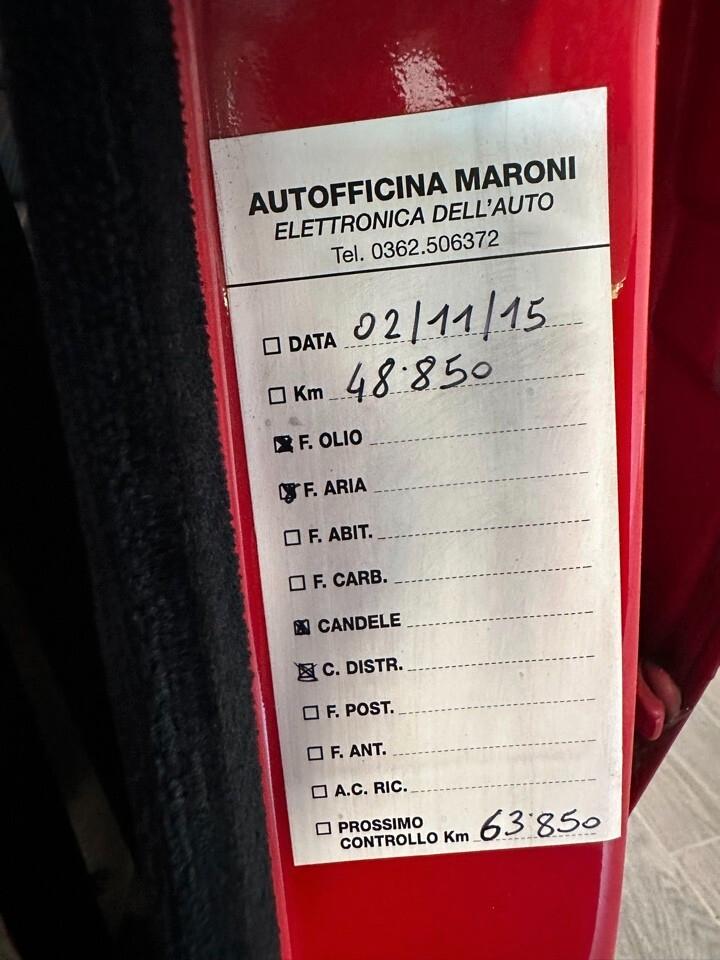 AUTOFFICINA MARONI
ELETTRONICA DELL'AUTO
Tel. 0362.506372
DATA 02/11/15
Km 48.850
F. OLIO
F. ARIA
F. ABIT.
F. CARB.
CANDELE
C. DISTR.
F. POST.
F. ANT.
A.C. RIC.
PROSSIMO
CONTROLLO Km 63.850